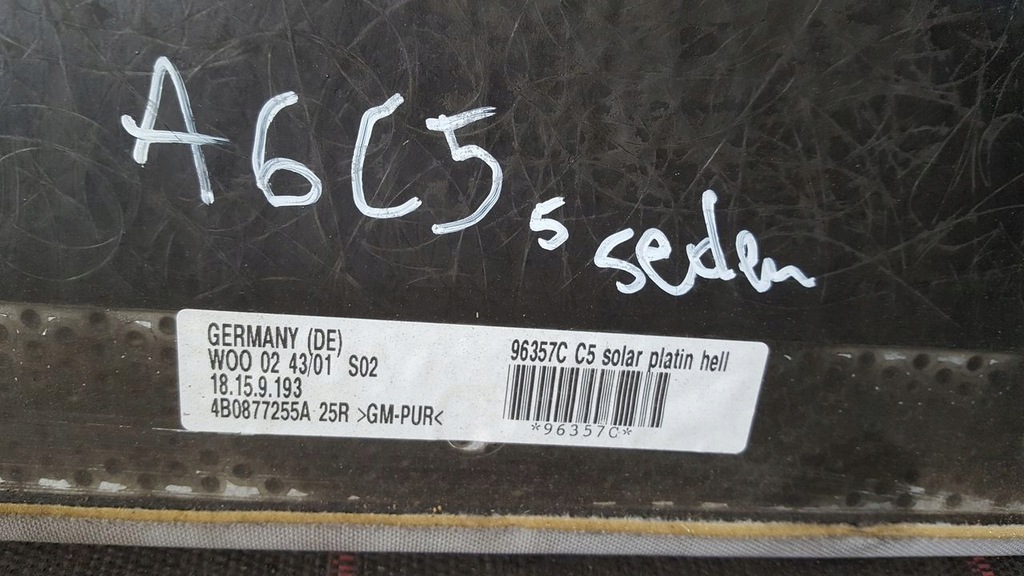 A6C5 5 seden
GERMANY (DE)
WOO 02 43/01 S02
18.15.9.193
4B0877255A 25R >GM-PUR<
96357C C5 solar platin hell
*96357C*